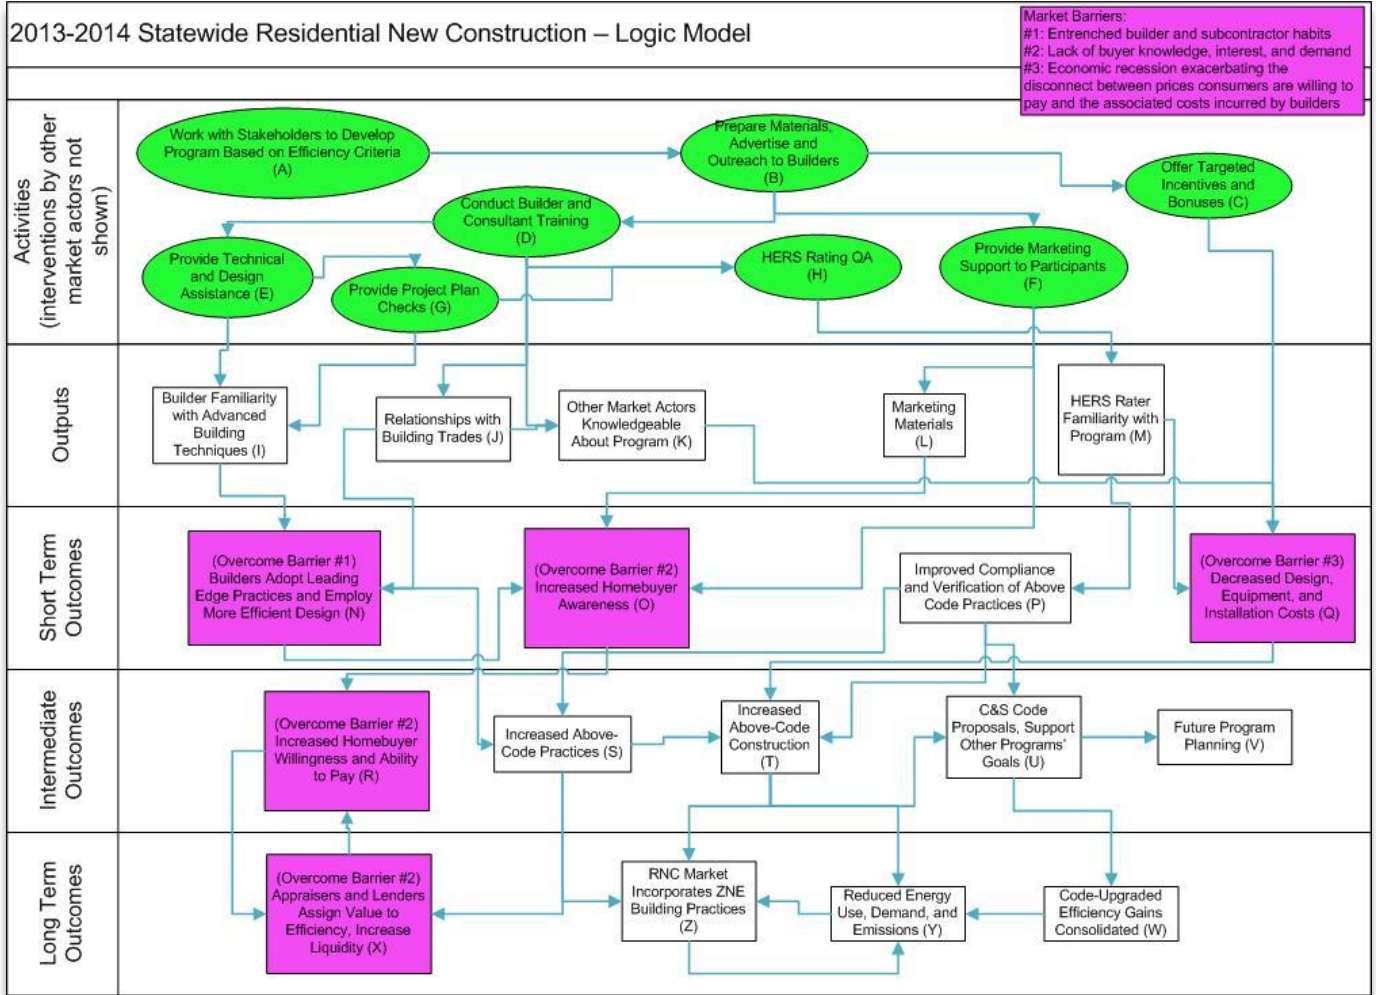 2013-2014 Statewide Residential New Construction – Logic Model
Market Barriers:
#1: Entrenched builder and subcontractor habits
#2: Lack of buyer knowledge, interest, and demand
#3: Economic recession exacerbating the
disconnect between prices consumers are willing to
pay and the associated costs incurred by builders
Activities
(interventions by other
market actors not
shown)
Work with Stakeholders to Develop
Program Based on Efficiency Criteria
(A)
Prepare Materials,
Advertise and
Outreach to Builders
(B)
Offer Targeted
Incentives and
Bonuses (C)
Conduct Builder and
Consultant Training
(D)
Provide Technical
and Design
Assistance (E)
Provide Project Plan
Checks (G)
HERS Rating QA
(H)
Provide Marketing
Support to Participants
(F)
Outputs
Builder Familiarity
with Advanced
Building
Techniques (I)
Relationships with
Building Trades (J)
Other Market Actors
Knowledgeable
About Program (K)
Marketing
Materials
(L)
HERS Rater
Familiarity with
Program (M)
Short Term
Outcomes
(Overcome Barrier #1)
Builders Adopt Leading
Edge Practices and Employ
More Efficient Design (N)
(Overcome Barrier #2)
Increased Homebuyer
Awareness (O)
Improved Compliance
and Verification of Above
Code Practices (P)
(Overcome Barrier #3)
Decreased Design,
Equipment, and
Installation Costs (Q)
Intermediate
Outcomes
(Overcome Barrier #2)
Increased Homebuyer
Willingness and Ability
to Pay (R)
Increased Above-
Code Practices (S)
Increased
Above-Code
Construction
(T)
C&S Code
Proposals, Support
Other Programs'
Goals (U)
Future Program
Planning (V)
Long Term
Outcomes
(Overcome Barrier #2)
Appraisers and Lenders
Assign Value to
Efficiency, Increase
Liquidity (X)
RNC Market
Incorporates ZNE
Building Practices
(Z)
Reduced Energy
Use, Demand, and
Emissions (Y)
Code-Upgraded
Efficiency Gains
Consolidated (W)